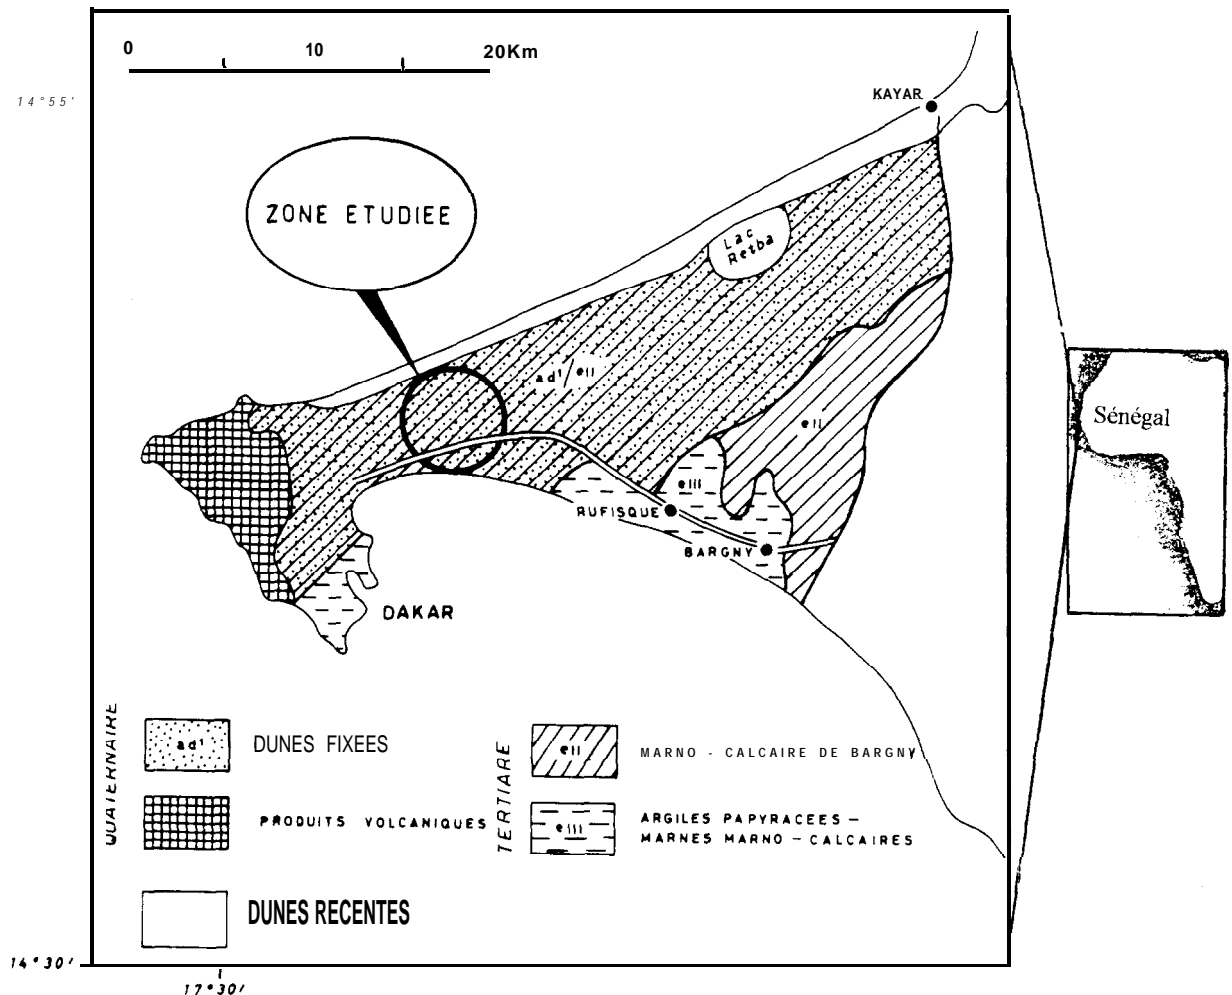 0 10 20Km
14°55'
KAYAR
ZONE ETUDIEE
Lac
Retba
ad'/eII
Sénégal
eII
eIII
RUFISQUE
BARGNY
DAKAR
QUATERNAIRE
ad'
DUNES FIXEES
PRODUITS VOLCANIQUES
DUNES RECENTES
TERTIARE
eII
MARNO - CALCAIRE DE BARGNY
eIII
ARGILES PAPYRACEES –
MARNES MARNO – CALCAIRES
14°30'
17°30'